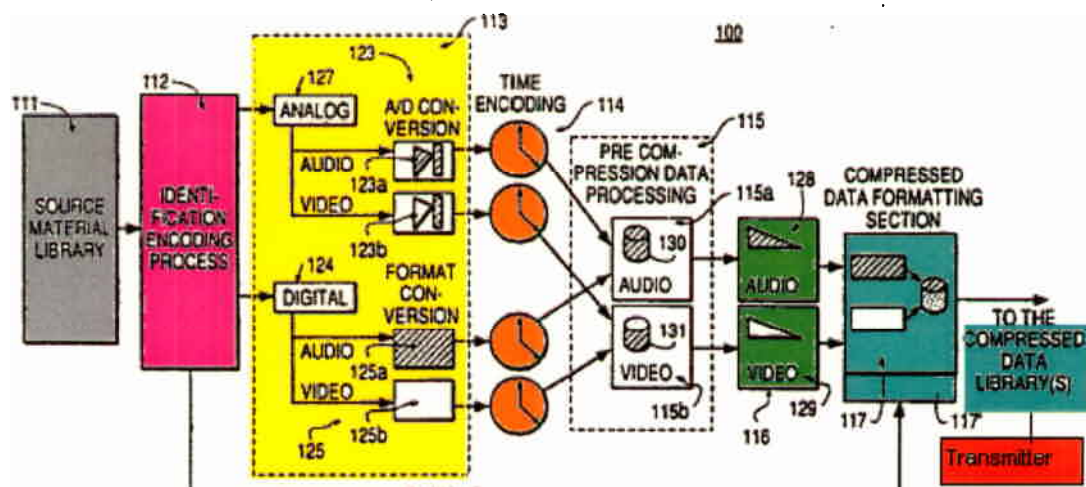 100
113
123
112
127
111
ANALOG
A/D CON-
VERSION
TIME
ENCODING
114
115
PRE COM-
PRESSION DATA
PROCESSING
AUDIO
123a
VIDEO
123b
SOURCE
MATERIAL
LIBRARY
IDENTI-
FICATION
ENCODING
PROCESS
124
DIGITAL
FORMAT
CON-
VERSION
AUDIO
125a
VIDEO
125b
125
115a
130
AUDIO
131
VIDEO
115b
128
AUDIO
VIDEO
129
116
COMPRESSED
DATA FORMATTING
SECTION
117
117'
TO THE
COMPRESSED
DATA
LIBRARY(S)
Transmitter